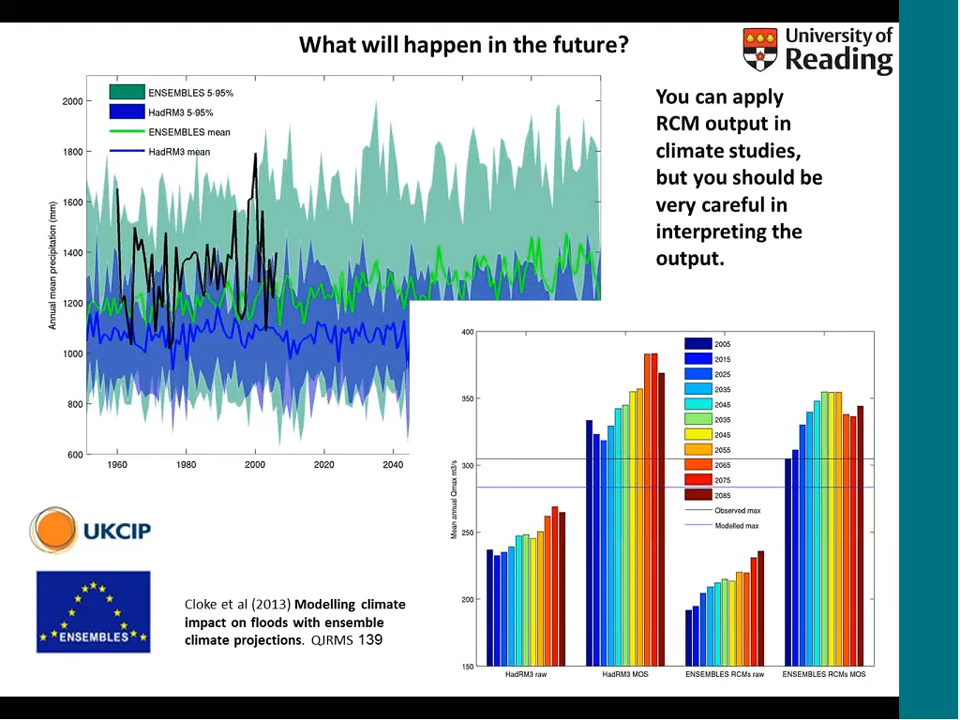 What will happen in the future?
University of
Reading
You can apply
RCM output in
climate studies,
but you should be
very careful in
interpreting the
output.
ENSEMBLES 5-95%
HadRM3 5-95%
ENSEMBLES mean
HadRM3 mean
Annual mean precipitation (mm)
2000
1800
1600
1400
1200
1000
800
600
1960
1980
2000
2020
2040
Mean annual Qmax m3/s
400
350
300
250
200
150
2005
2015
2025
2035
2045
2035
2045
2055
2065
2075
2085
Observed max
Modelled max
HadRM3 raw
HadRM3 MOS
ENSEMBLES RCMs raw
ENSEMBLES RCMs MOS
UKCIP
ENSEMBLES
Cloke et al (2013) Modelling climate
impact on floods with ensemble
climate projections. QJRMS 139